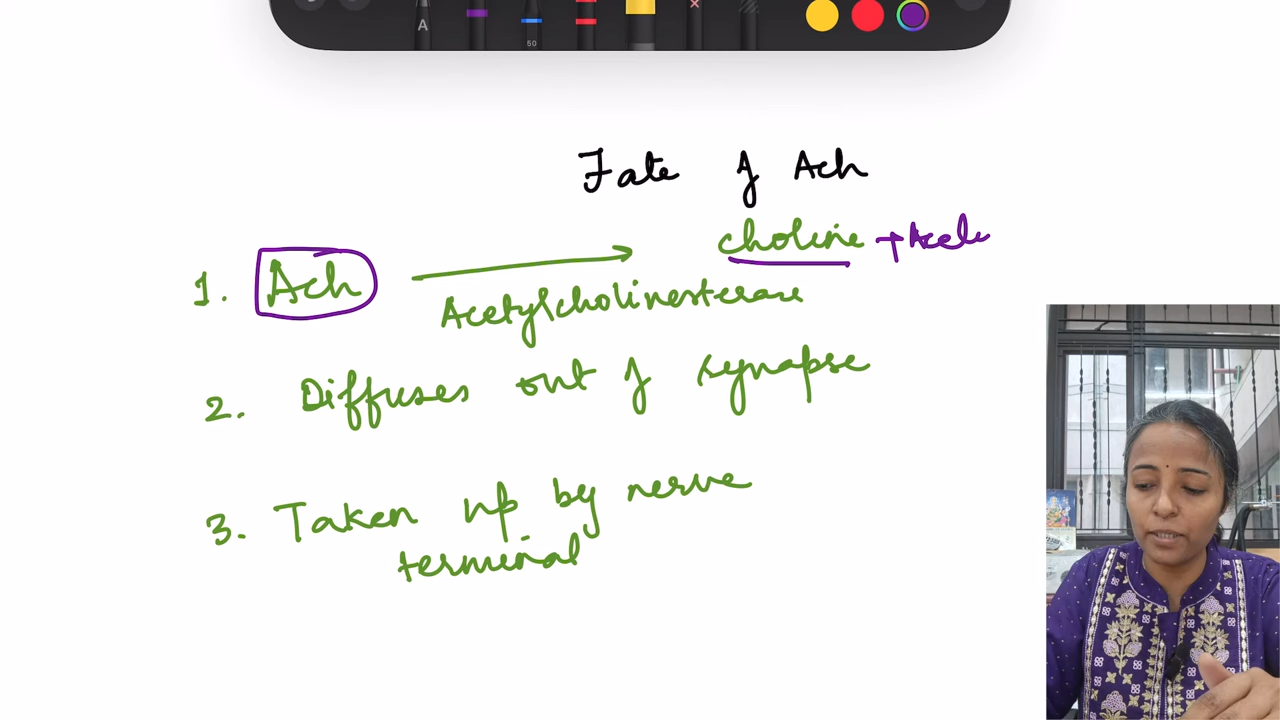 A
50
Fate of Ach
choline + Acet
1. Ach
Acetylcholinesterase
2. Diffuses out of synapse
3. Taken up by nerve
terminal